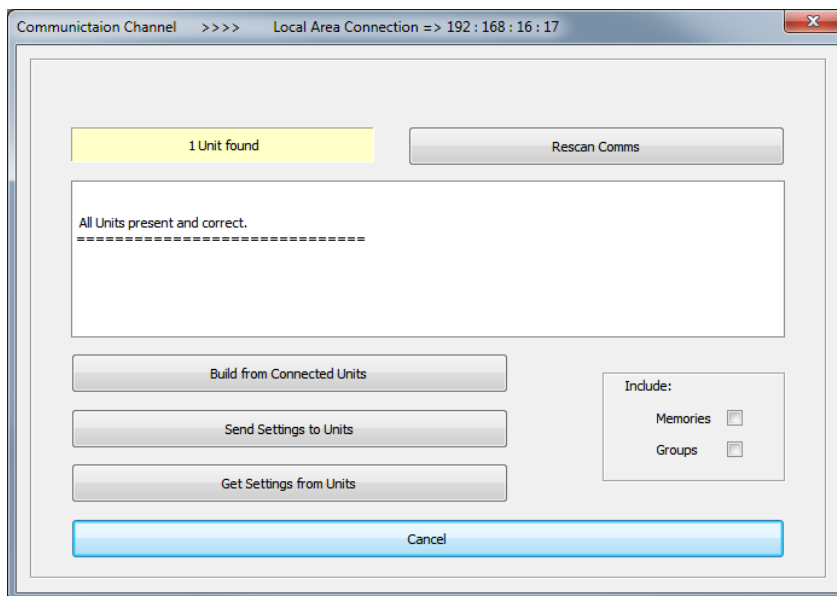 Communictaion Channel >>>> Local Area Connection => 192 : 168 : 16 : 17
x
1 Unit found
Rescan Comms
All Units present and correct.
==============================
Build from Connected Units
Include:
Memories
Send Settings to Units
Groups
Get Settings from Units
Cancel